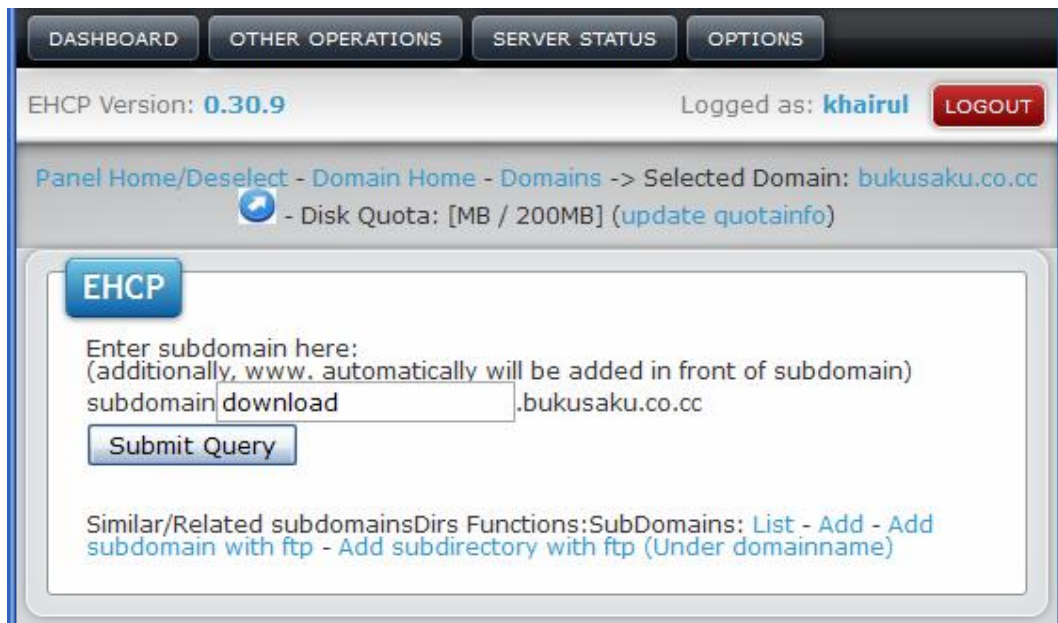 DASHBOARD OTHER OPERATIONS SERVER STATUS OPTIONS
EHCP Version: 0.30.9 Logged as: khairul LOGOUT
Panel Home/Deselect - Domain Home - Domains -> Selected Domain: bukusaku.co.cc
- Disk Quota: [MB / 200MB] (update quotainfo)
EHCP
Enter subdomain here:
(additionally, www. automatically will be added in front of subdomain)
subdomain download .bukusaku.co.cc
Submit Query
Similar/Related subdomainsDirs Functions:SubDomains: List - Add - Add
subdomain with ftp - Add subdirectory with ftp (Under domainname)